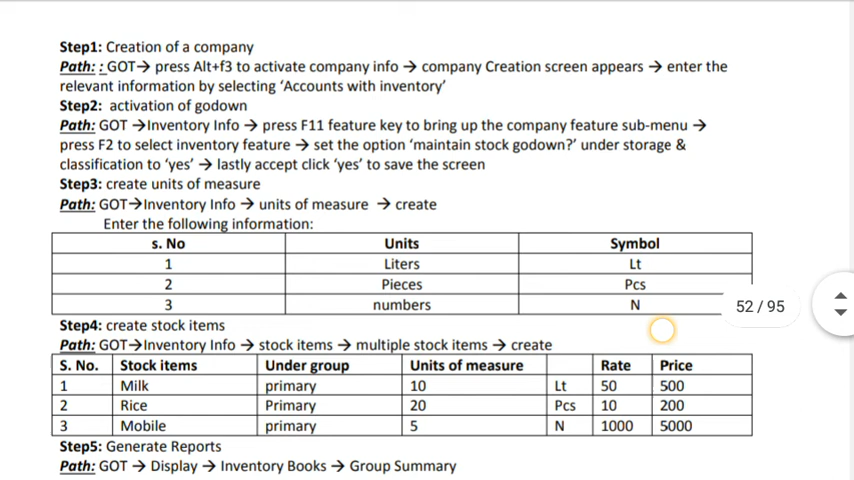 Step1: Creation of a company
Path: : GOT→ press Alt+f3 to activate company info → company Creation screen appears → enter the
relevant information by selecting ‘Accounts with inventory’
Step2: activation of godown
Path: GOT →Inventory Info → press F11 feature key to bring up the company feature sub-menu →
press F2 to select inventory feature → set the option ‘maintain stock godown?’ under storage &
classification to ‘yes’ → lastly accept click ‘yes’ to save the screen
Step3: create units of measure
Path: GOT→Inventory Info → units of measure → create
Enter the following information:
s. No Units Symbol
1 Liters Lt
2 Pieces Pcs
3 numbers N
52 / 95
Step4: create stock items
Path: GOT→Inventory Info → stock items → multiple stock items → create
S. No. Stock items Under group Units of measure Rate Price
1 Milk primary 10 Lt 50 500
2 Rice Primary 20 Pcs 10 200
3 Mobile primary 5 N 1000 5000
Step5: Generate Reports
Path: GOT → Display → Inventory Books → Group Summary